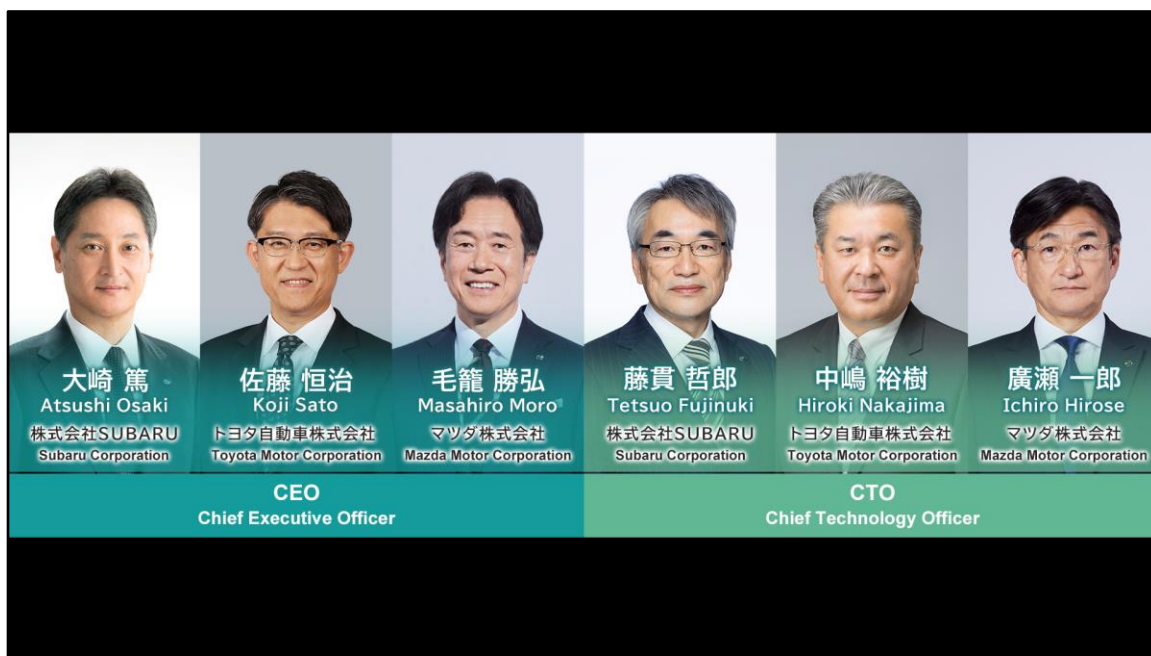 大崎 篤
Atsushi Osaki
株式会社SUBARU
Subaru Corporation
佐藤 恒治
Koji Sato
トヨタ自動車株式会社
Toyota Motor Corporation
毛籠 勝弘
Masahiro Moro
マツダ株式会社
Mazda Motor Corporation
藤貫 哲郎
Tetsuo Fujinuki
株式会社SUBARU
Subaru Corporation
中嶋 裕樹
Hiroki Nakajima
トヨタ自動車株式会社
Toyota Motor Corporation
廣瀬 一郎
Ichiro Hirose
マツダ株式会社
Mazda Motor Corporation
CEO
Chief Executive Officer
CTO
Chief Technology Officer